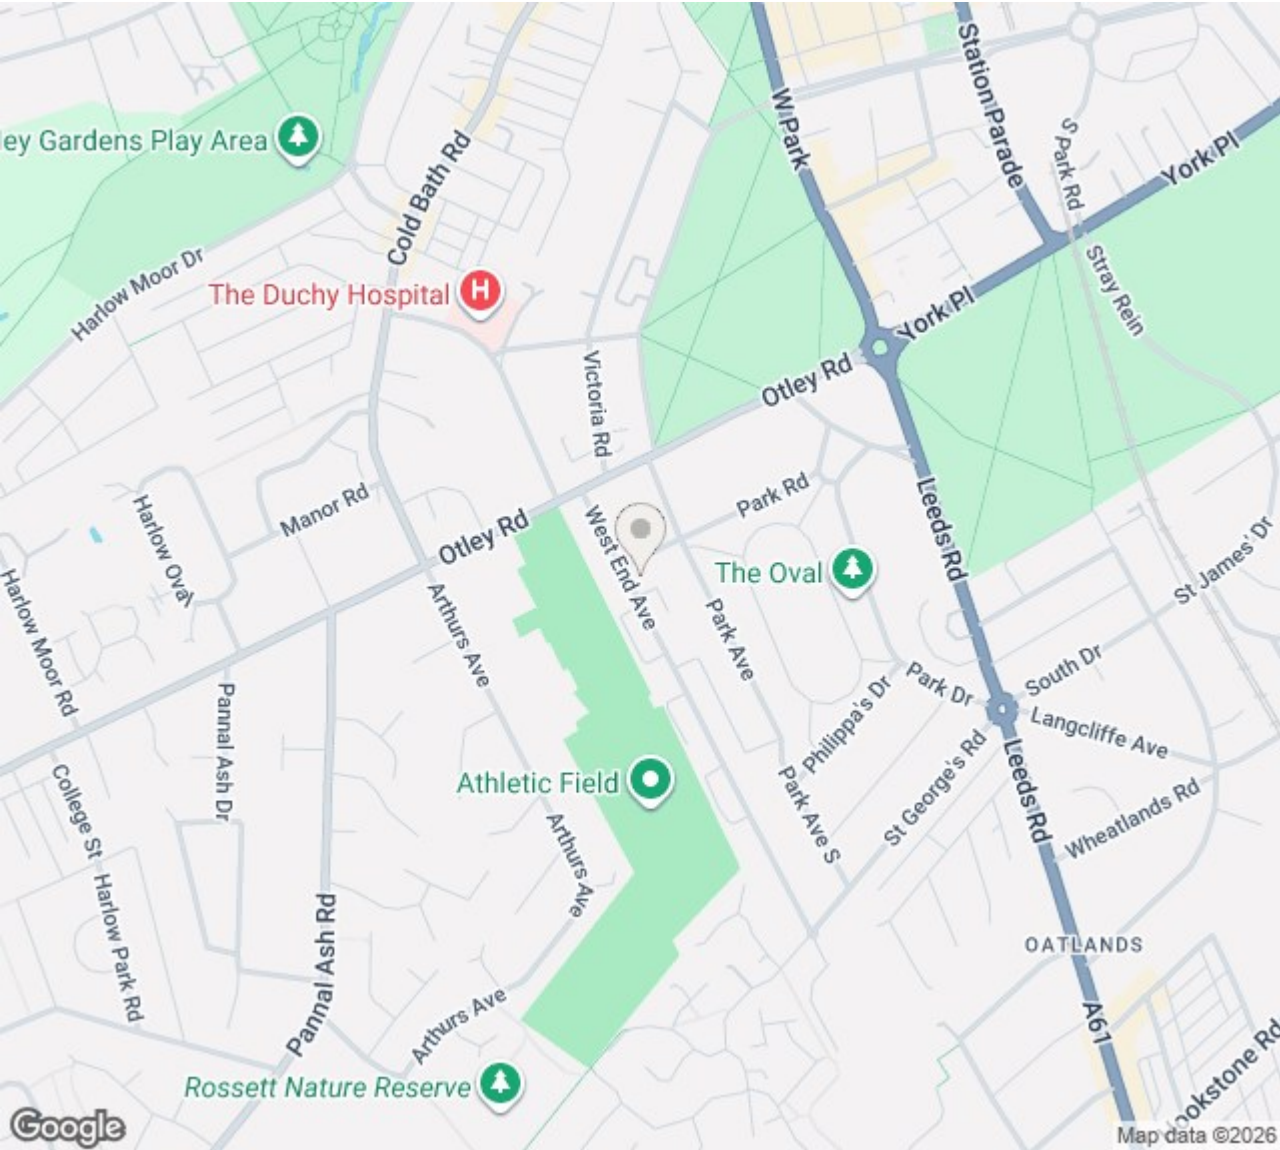 Station Parade
W Park
S Park Rd
York Pl
ley Gardens Play Area
Cold Bath Rd
Harlow Moor Dr
The Duchy Hospital
H
Stray Rein
York Pl
Otley Rd
Victoria Rd
Park Rd
Leeds Rd
Manor Rd
Harlow Oval
Otley Rd
West End Ave
The Oval
St James' Dr
Harlow Moor Rd
Arthurs Ave
Park Ave
Park Dr
South Dr
Pannal Ash Dr
Philippa's Dr
Langcliffe Ave
College St
Athletic Field
Park Ave S
St George's Rd
Leeds Rd
Wheatlands Rd
Arthurs Ave
Harlow Park Rd
Pannal Ash Rd
OATLANDS
Arthurs Ave
A61
Hookstone Rd
Rossett Nature Reserve
Google
Map data ©2026